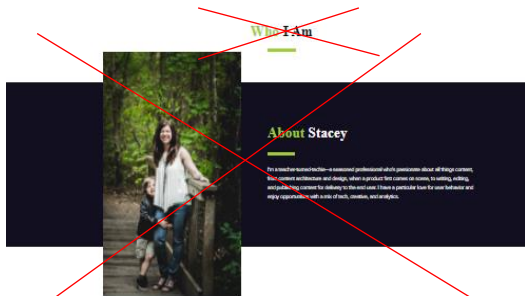 Who I Am
About Stacey
I'm a teacher-turned-techie—a seasoned professional who's passionate about all things content,
from content architecture and design, when a product first comes on scene, to writing, editing,
and publishing content for delivery to the end user. I have a particular love for user behavior and
enjoy opportunities with a mix of tech, creative, and analytics.